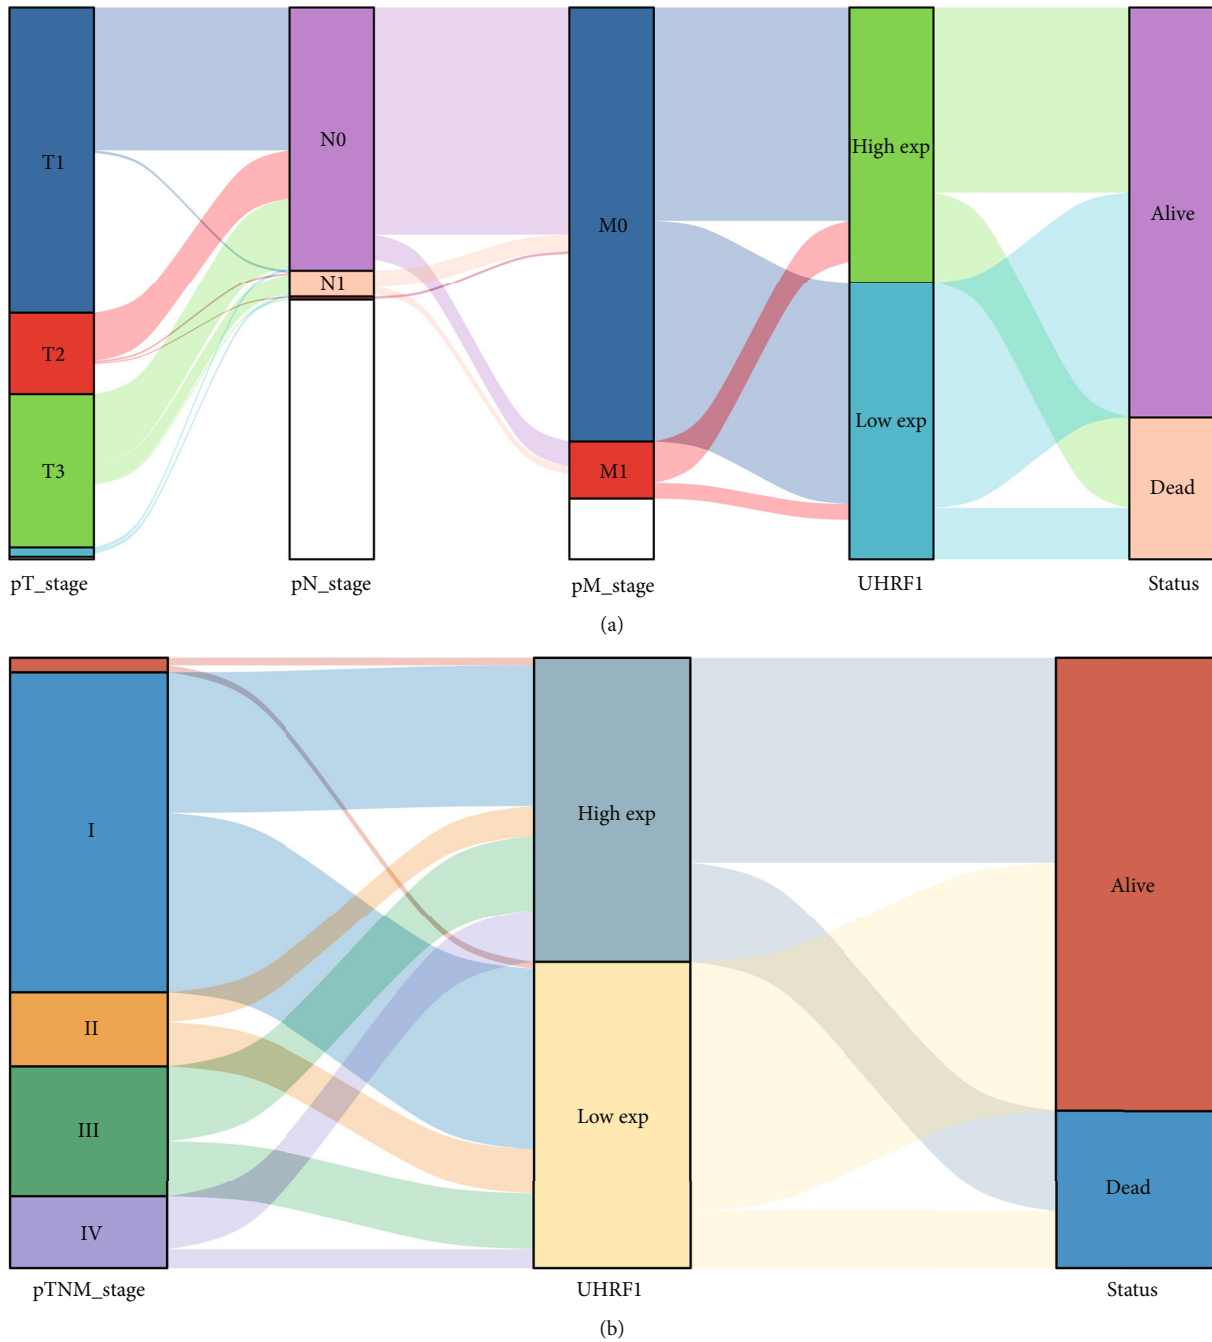 T1
T2
T3
N0
N1
M0
M1
High exp
Low exp
Alive
Dead
pT_stage
pN_stage
pM_stage
UHRF1
Status
(a)
I
II
III
IV
High exp
Low exp
Alive
Dead
pTNM_stage
UHRF1
Status
(b)